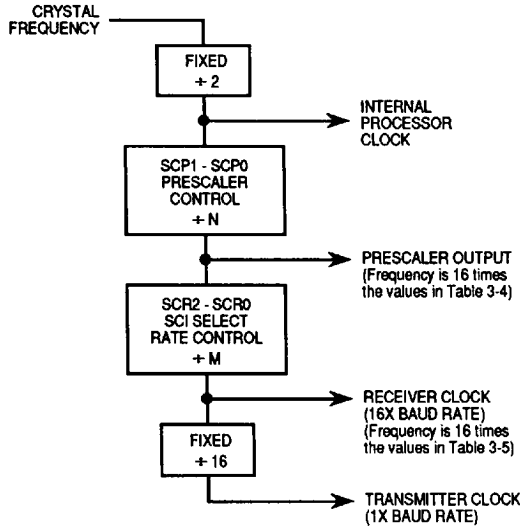 CRYSTAL
FREQUENCY
FIXED
÷ 2
INTERNAL
PROCESSOR
CLOCK
SCP1 - SCP0
PRESCALER
CONTROL
÷ N
PRESCALER OUTPUT
(Frequency is 16 times
the values in Table 3-4)
SCR2 - SCR0
SCI SELECT
RATE CONTROL
÷ M
RECEIVER CLOCK
(16X BAUD RATE)
(Frequency is 16 times
the values in Table 3-5)
FIXED
÷ 16
TRANSMITTER CLOCK
(1X BAUD RATE)